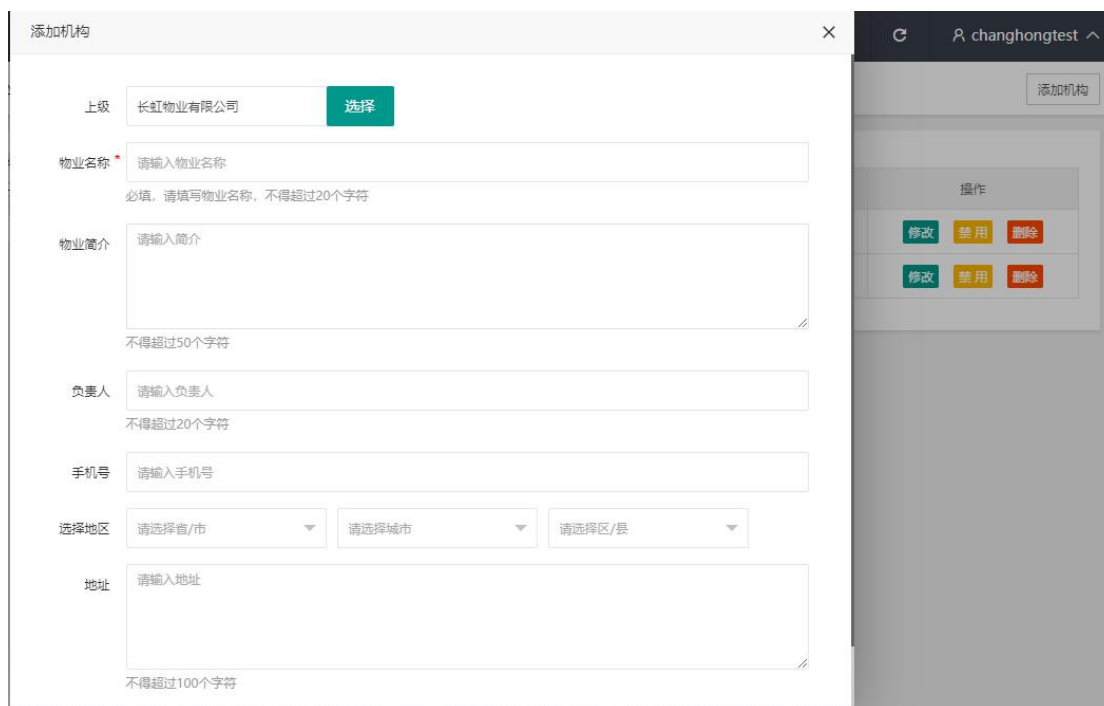 添加机构
changhongtest
添加机构
上级 长虹物业有限公司 选择
物业名称 * 请输入物业名称
必填，请填写物业名称，不得超过20个字符
操作
物业简介 请输入简介
修改 禁用 删除
修改 禁用 删除
不得超过50个字符
负责人 请输入负责人
不得超过20个字符
手机号 请输入手机号
选择地区 请选择省/市 请选择城市 请选择区/县
地址 请输入地址
不得超过100个字符